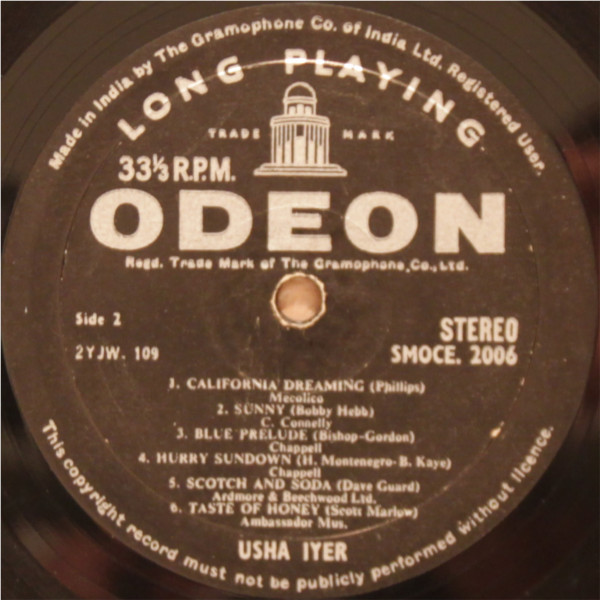 Made in India by The Gramophone Co. of India Ltd. Registered User.
LONG PLAYING
TRADE MARK
33⅓ R.P.M.
ODEON
Regd. Trade Mark of The Gramophone Co., Ltd.
Side 2
STEREO
2YJW. 109
SMOCE. 2006
1. CALIFORNIA DREAMING (Phillips)
Mecolico
2. SUNNY (Bobby Hebb)
C. Connelly
3. BLUE PRELUDE (Bishop-Gordon)
Chappell
4. HURRY SUNDOWN (H. Montenegro-B. Kaye)
Chappell
5. SCOTCH AND SODA (Dave Guard)
Ardmore & Beechwood Ltd.
6. TASTE OF HONEY (Scott Marlow)
Ambassador Mus.
USHA IYER
This copyright record must not be publicly performed without licence.